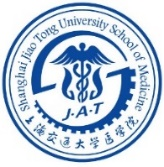 Shanghai Jiao Tong University School of Medicine
J·A·T
上海交通大学医学院